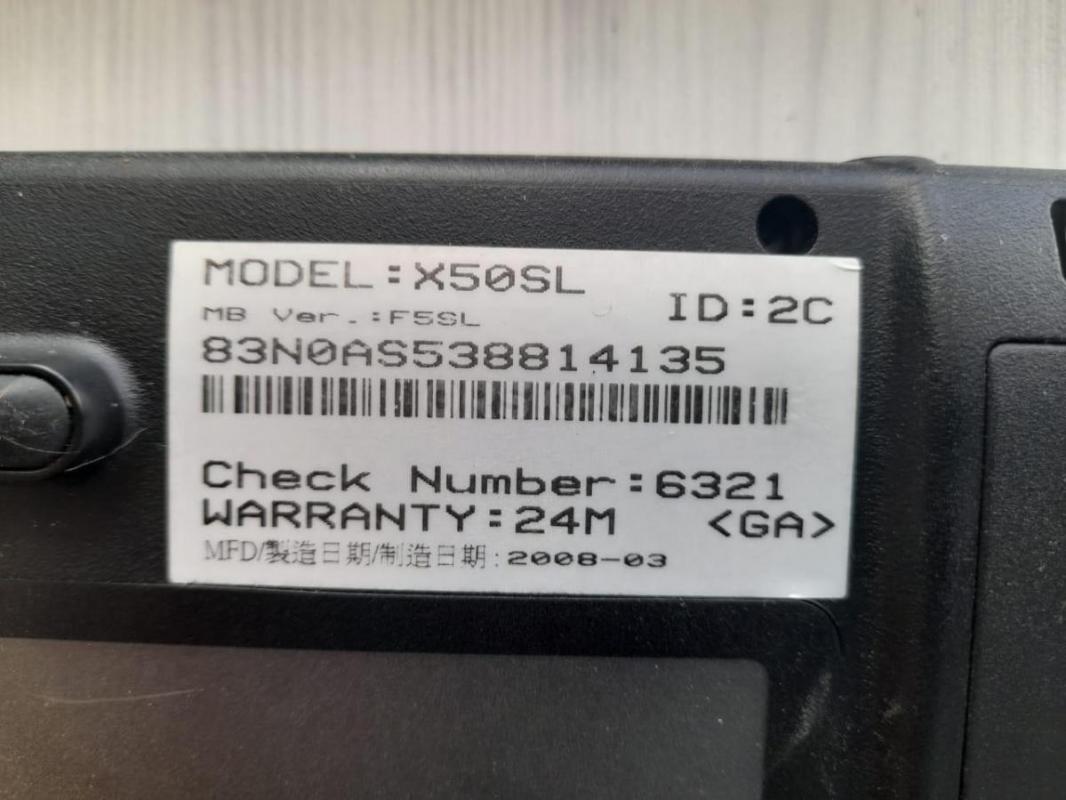 MODEL:X50SL
ID:2C
MB Ver.:F5SL
83N0AS538814135
Check Number:6321
WARRANTY:24M <GA>
MFD/製造日期/制造日期:2008-03